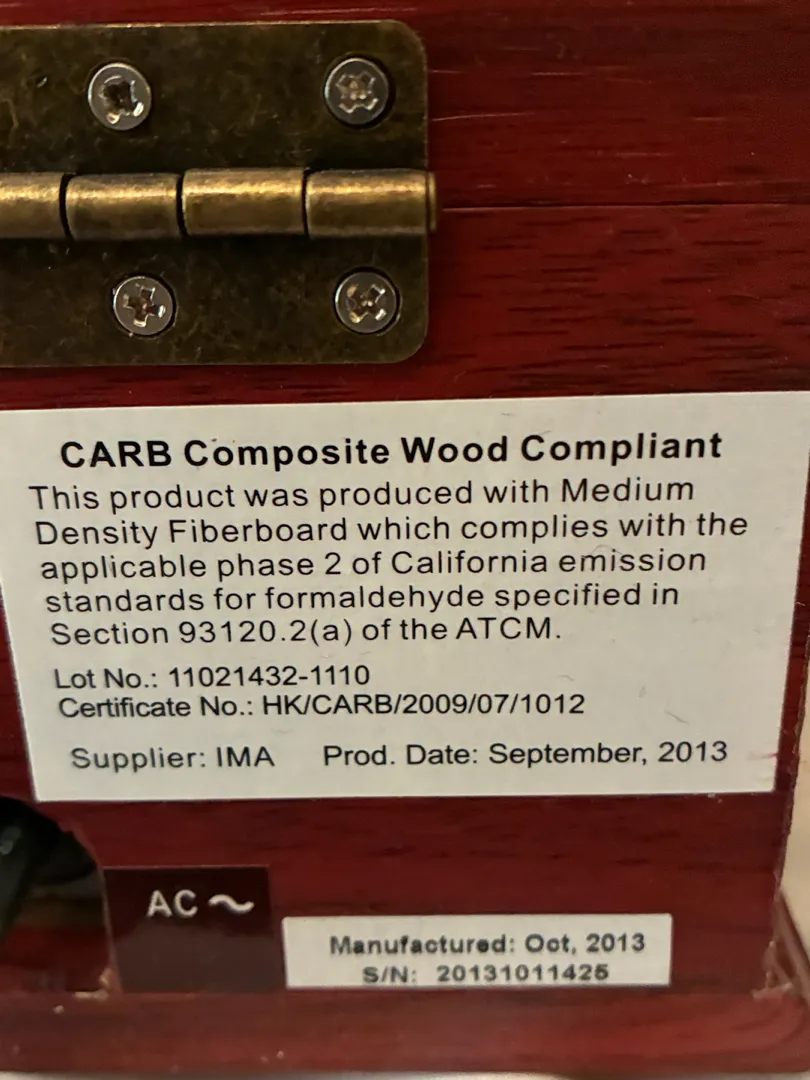 CARB Composite Wood Compliant
This product was produced with Medium
Density Fiberboard which complies with the
applicable phase 2 of California emission
standards for formaldehyde specified in
Section 93120.2(a) of the ATCM.
Lot No.: 11021432-1110
Certificate No.: HK/CARB/2009/07/1012
Supplier: IMA Prod. Date: September, 2013
AC ~
Manufactured: Oct, 2013
S/N: 20131011425